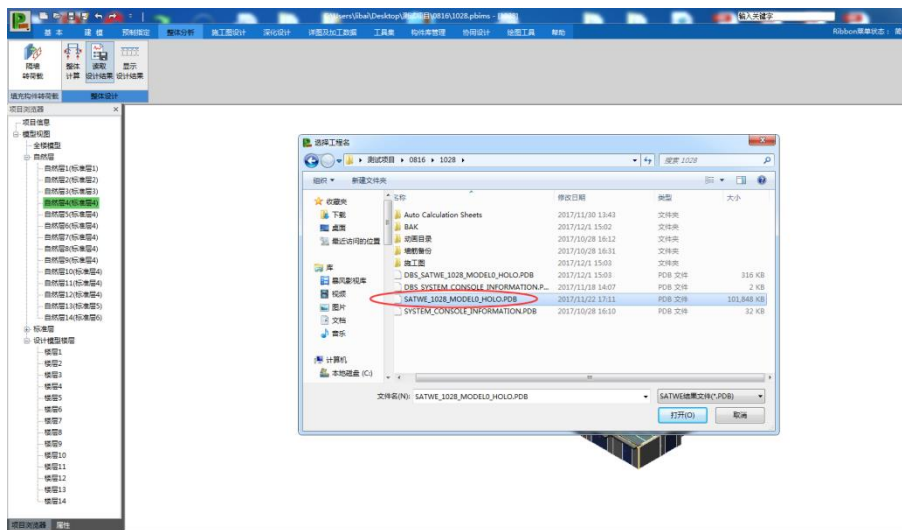 \Users\libai\Desktop\测试项目\0816\1028.pbims - [
输入关键字
基本 建模 预制指定 整体分析 施工图设计 深化设计 详图及加工数据 工具集 构件库管理 协同设计 绘图工具 帮助
Ribbon菜单状态:
隔墙 整体 读取 显示
转荷载 计算 设计结果 设计结果
填充构件转荷载 整体设计
项目浏览器
项目信息
模型视图
全楼模型
自然层
自然层1(标准层1)
自然层2(标准层2)
自然层3(标准层3)
自然层4(标准层4)
自然层5(标准层4)
自然层6(标准层4)
自然层7(标准层4)
自然层8(标准层4)
自然层9(标准层4)
自然层10(标准层4)
自然层11(标准层4)
自然层12(标准层4)
自然层13(标准层5)
自然层14(标准层6)
标准层
设计模型楼层
楼层1
楼层2
楼层3
楼层4
楼层5
楼层6
楼层7
楼层8
楼层9
楼层10
楼层11
楼层12
楼层13
楼层14
项目浏览器 属性
选择工程名
测试项目 0816 1028
搜索 1028
组织 新建文件夹
收藏夹
下载
桌面
最近访问的位置
库
暴风影视库
视频
图片
文档
音乐
计算机
本地磁盘 (C:)
名称 修改日期 类型 大小
Auto Calculation Sheets 2017/11/30 13:43 文件夹
BAK 2017/12/1 15:02 文件夹
动画目录 2017/10/28 16:12 文件夹
墙舫备份 2017/10/28 16:31 文件夹
施工图 2017/12/1 15:03 文件夹
DBS_SATWE_1028_MODEL0_HOLO.PDB 2017/12/1 15:03 PDB 文件 316 KB
DBS_SYSTEM_CONSOLE_INFORMATION.P... 2017/11/18 14:07 PDB 文件 2 KB
SATWE_1028_MODEL0_HOLO.PDB 2017/11/22 17:11 PDB 文件 101,848 KB
SYSTEM_CONSOLE_INFORMATION.PDB 2017/10/28 16:10 PDB 文件 32 KB
文件名(N): SATWE_1028_MODEL0_HOLO.PDB SATWE结果文件(*.PDB)
打开(O) 取消